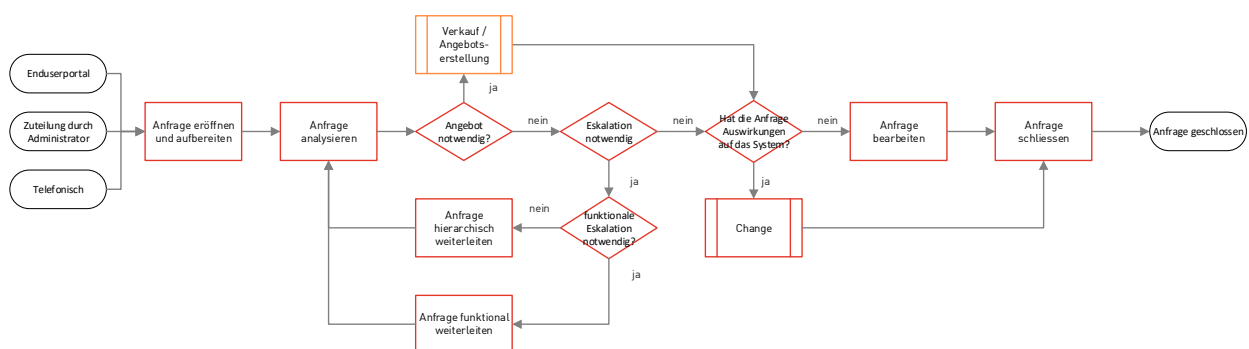 Verkauf /
Angebots-
erstellung
ja
Enduserportal
Zuteilung durch
Administrator
Telefonisch
Anfrage eröffnen
und aufbereiten
Anfrage
analysieren
Angebot
notwendig?
nein
Eskalation
notwendig
nein
Hat die Anfrage
Auswirkungen
auf das System?
nein
Anfrage
bearbeiten
Anfrage
schliessen
Anfrage geschlossen
ja
ja
Anfrage
hierarchisch
weiterleiten
nein
funktionale
Eskalation
notwendig?
Change
ja
Anfrage funktional
weiterleiten